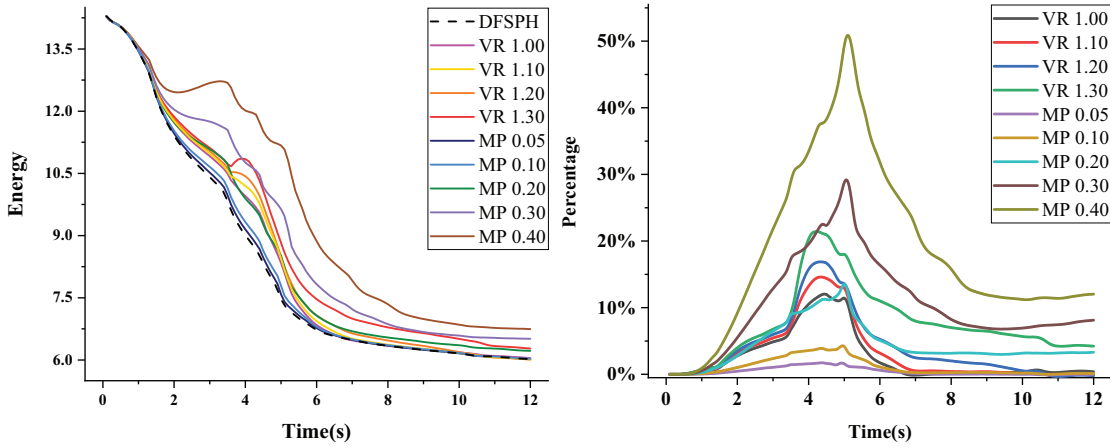 13.5
12.0
10.5
9.0
7.5
6.0
Energy
0
2
4
6
8
10
12
Time(s)
DFSPH
VR 1.00
VR 1.10
VR 1.20
VR 1.30
MP 0.05
MP 0.10
MP 0.20
MP 0.30
MP 0.40
50%
40%
30%
20%
10%
0%
Percentage
0
2
4
6
8
10
12
Time(s)
VR 1.00
VR 1.10
VR 1.20
VR 1.30
MP 0.05
MP 0.10
MP 0.20
MP 0.30
MP 0.40